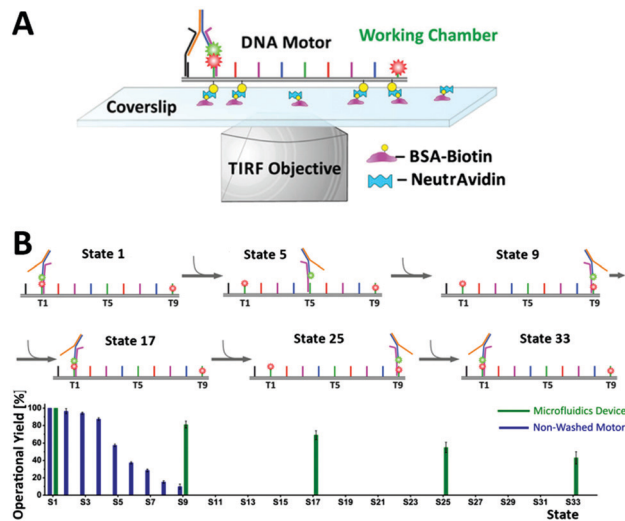 A
DNA Motor
Working Chamber
Coverslip
TIRF Objective
BSA-Biotin
NeutrAvidin
B
State 1
State 5
State 9
T1
T5
T9
T1
T5
T9
T1
T5
T9
State 17
State 25
State 33
T1
T5
T9
T1
T5
T9
T1
T5
T9
Operational Yield [%]
100
80
60
40
20
0
Microfluidics Device
Non-Washed Motor
S1
S3
S5
S7
S9
S11
S13
S15
S17
S19
S21
S23
S25
S27
S29
S31
S33
State